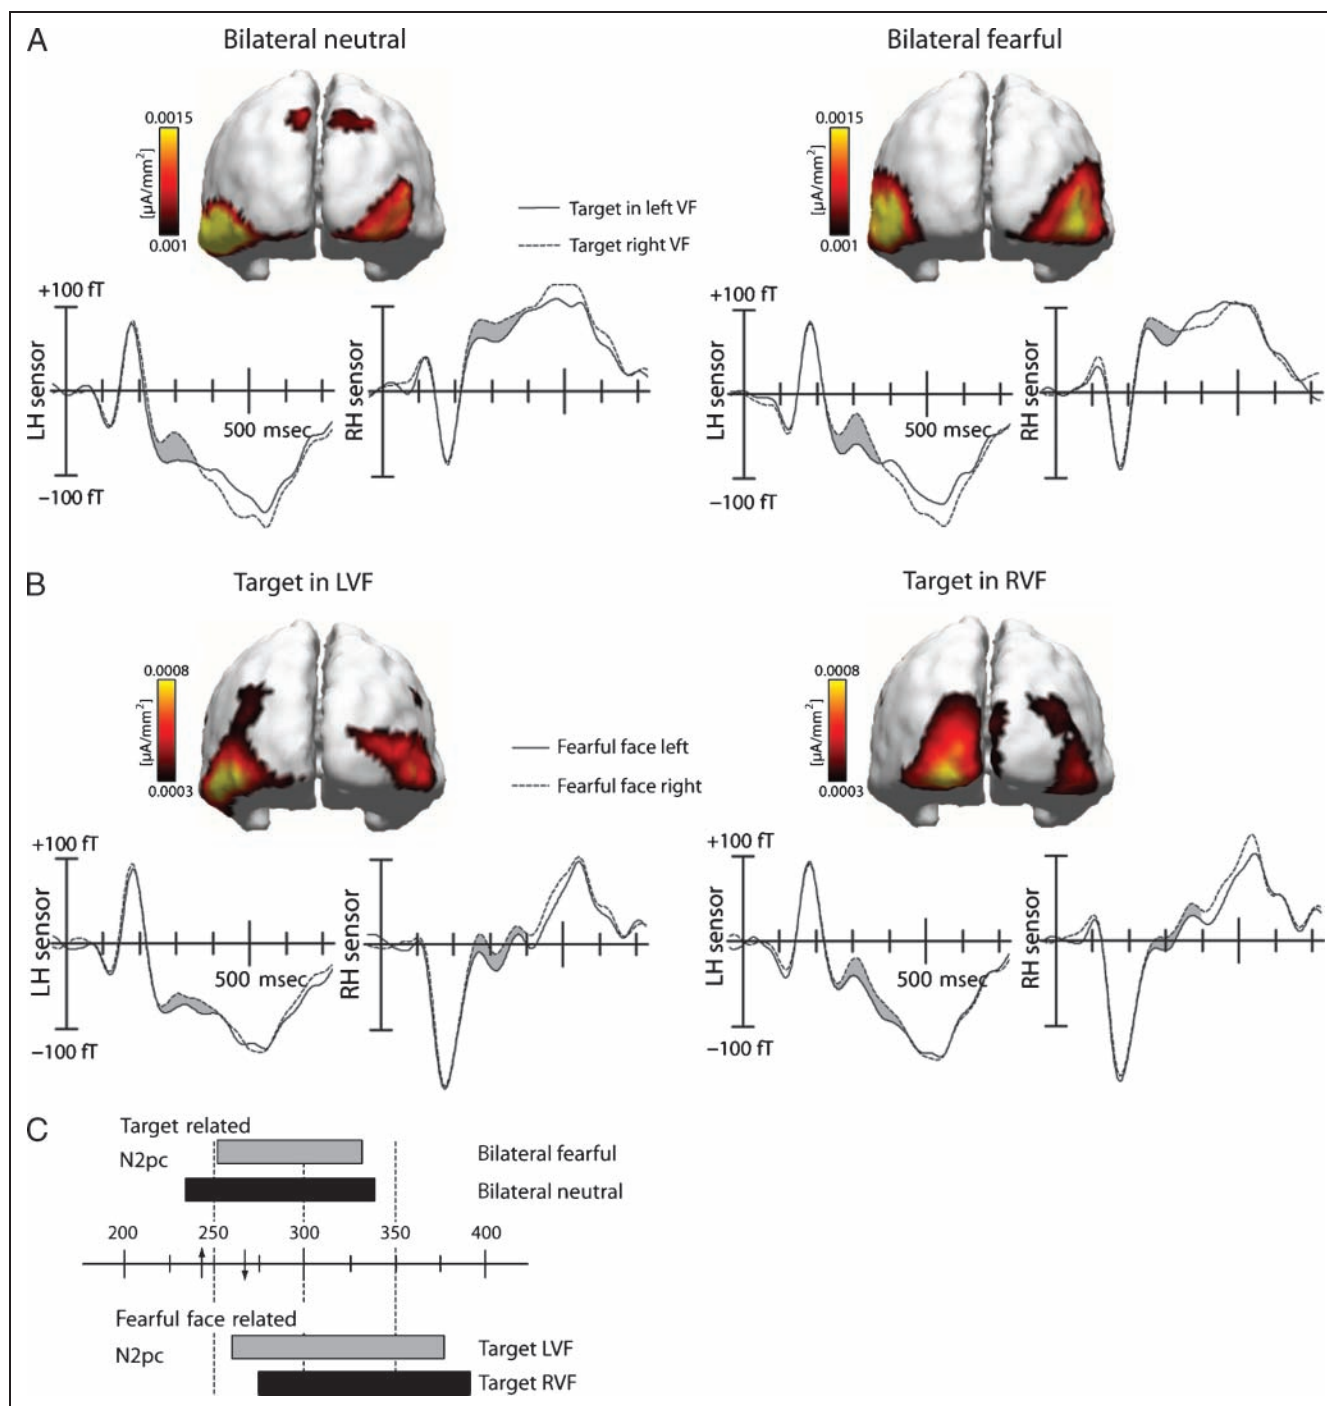 A
Bilateral neutral
Bilateral fearful
0.0015
[µA/mm²]
0.001
Target in left VF
Target right VF
0.0015
[µA/mm²]
0.001
+100 fT
LH sensor
500 msec
−100 fT
RH sensor
+100 fT
LH sensor
500 msec
−100 fT
RH sensor
B
Target in LVF
Target in RVF
0.0008
[µA/mm²]
0.0003
Fearful face left
Fearful face right
0.0008
[µA/mm²]
0.0003
+100 fT
LH sensor
500 msec
−100 fT
RH sensor
+100 fT
LH sensor
500 msec
−100 fT
RH sensor
C
Target related
N2pc
Bilateral fearful
Bilateral neutral
200 250 300 350 400
Fearful face related
N2pc
Target LVF
Target RVF